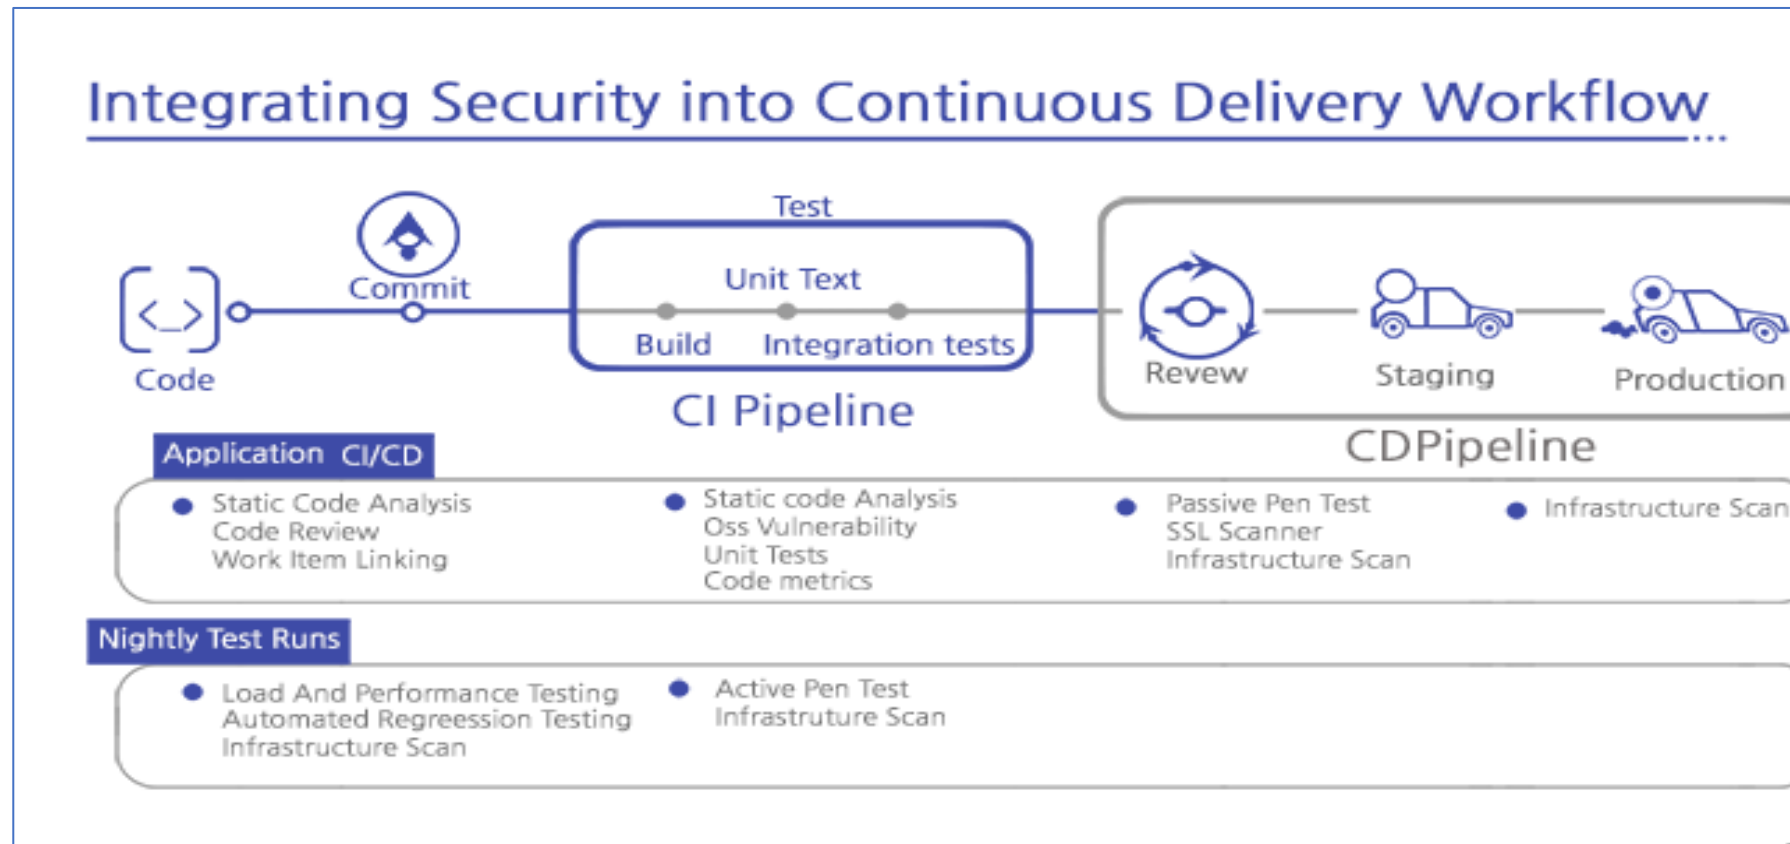 Integrating Security into Continuous Delivery Workflow
Test
Commit
Unit Text
<_>
Build
Integration tests
Code
Revew
Staging
Production
CI Pipeline
CDPipeline
Application CI/CD
Static Code Analysis
Code Review
Work Item Linking
Static code Analysis
Oss Vulnerability
Unit Tests
Code metrics
Passive Pen Test
SSL Scanner
Infrastructure Scan
Infrastructure Scan
Nightly Test Runs
Load And Performance Testing
Automated Regreession Testing
Infrastructure Scan
Active Pen Test
Infrastruture Scan